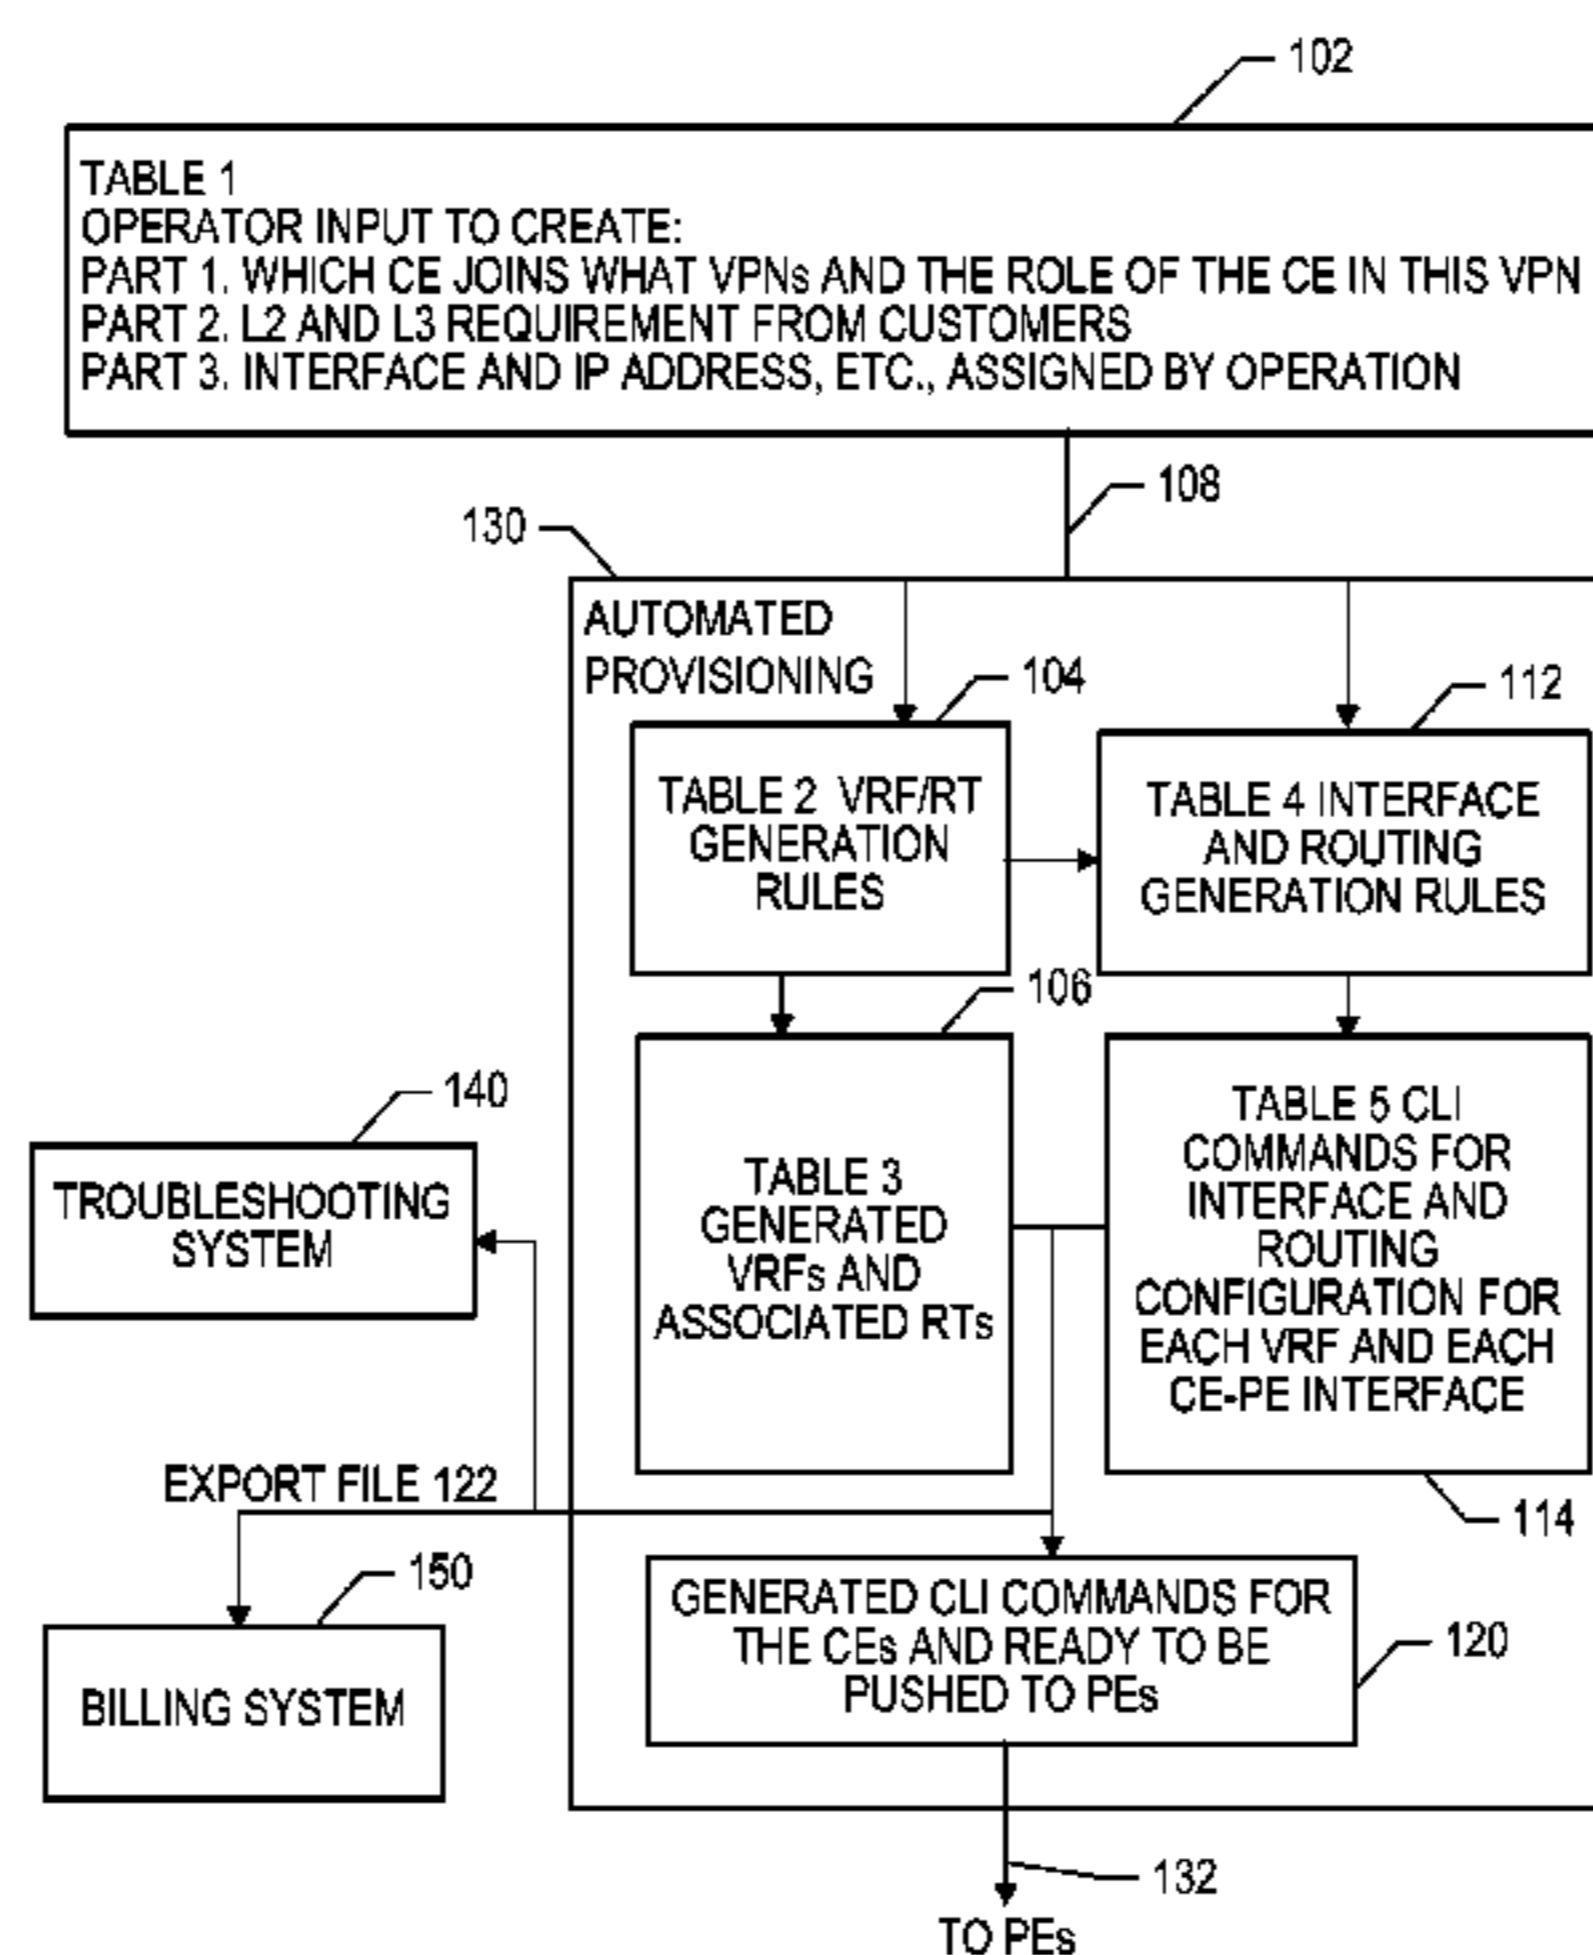 102
TABLE 1
OPERATOR INPUT TO CREATE:
PART 1. WHICH CE JOINS WHAT VPNs AND THE ROLE OF THE CE IN THIS VPN
PART 2. L2 AND L3 REQUIREMENT FROM CUSTOMERS
PART 3. INTERFACE AND IP ADDRESS, ETC., ASSIGNED BY OPERATION
108
130
AUTOMATED
PROVISIONING
104
112
TABLE 2 VRF/RT
GENERATION
RULES
TABLE 4 INTERFACE
AND ROUTING
GENERATION RULES
106
140
TROUBLESHOOTING
SYSTEM
TABLE 3
GENERATED
VRFs AND
ASSOCIATED RTs
TABLE 5 CLI
COMMANDS FOR
INTERFACE AND
ROUTING
CONFIGURATION FOR
EACH VRF AND EACH
CE-PE INTERFACE
EXPORT FILE 122
114
150
BILLING SYSTEM
GENERATED CLI COMMANDS FOR
THE CEs AND READY TO BE
PUSHED TO PEs
120
132
TO PEs